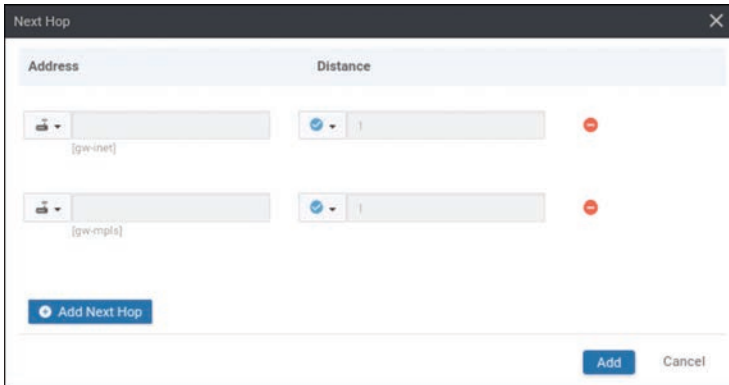 Next Hop
Address Distance
1
[gw-inet]
1
[gw-mpls]
Add Next Hop
Add Cancel